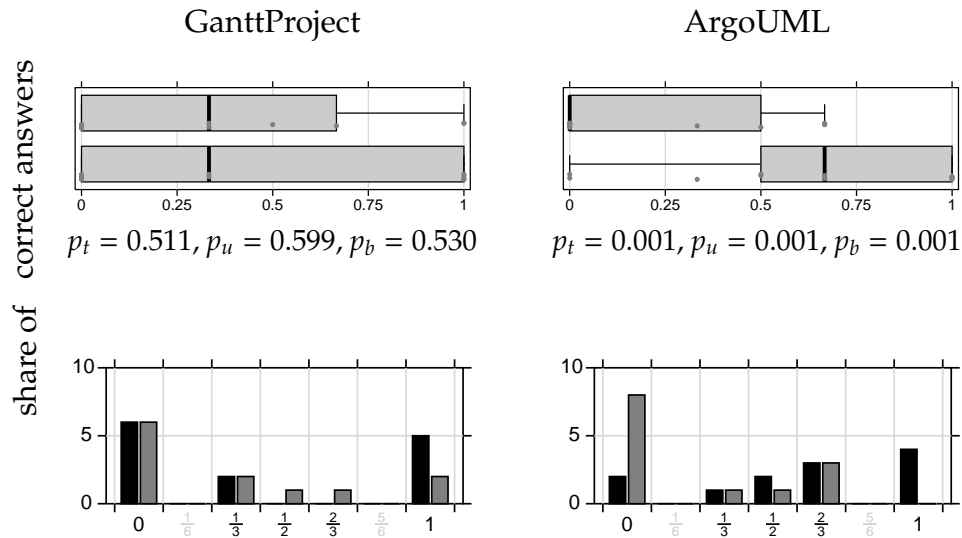 GanttProject
ArgoUML
share of correct answers
0 0.25 0.5 0.75 1
0 0.25 0.5 0.75 1
p_t = 0.511, p_u = 0.599, p_b = 0.530
p_t = 0.001, p_u = 0.001, p_b = 0.001
10
5
0
0 1/6 1/3 1/2 2/3 5/6 1
10
5
0
0 1/6 1/3 1/2 2/3 5/6 1